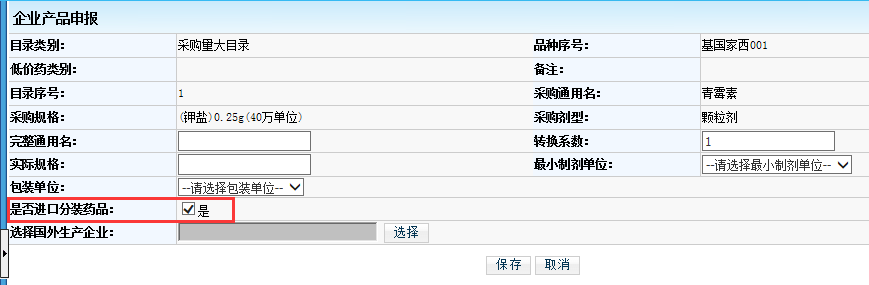 企业产品申报
目录类别： 采购量大目录 品种序号： 基国家西001
低价药类别： 备注：
目录序号： 1 采购通用名： 青霉素
采购规格： (钾盐)0.25g(40万单位) 采购剂型： 颗粒剂
完整通用名： 转换系数： 1
实际规格： 最小制剂单位： --请选择最小制剂单位--
包装单位： --请选择包装单位--
是否进口分装药品： 是
选择国外生产企业： 选择
保存 取消